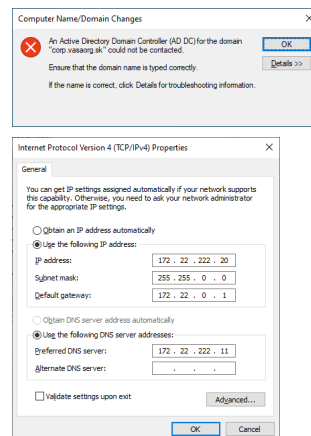 Computer Name/Domain Changes
An Active Directory Domain Controller (AD DC) for the domain
"corp.vasaorg.sk" could not be contacted.
Ensure that the domain name is typed correctly.
If the name is correct, click Details for troubleshooting information.
OK
Details >>
Internet Protocol Version 4 (TCP/IPv4) Properties
General
You can get IP settings assigned automatically if your network supports
this capability. Otherwise, you need to ask your network administrator
for the appropriate IP settings.
Obtain an IP address automatically
Use the following IP address:
IP address: 172 . 22 . 222 . 20
Subnet mask: 255 . 255 . 0 . 0
Default gateway: 172 . 22 . 0 . 1
Obtain DNS server address automatically
Use the following DNS server addresses:
Preferred DNS server: 172 . 22 . 222 . 11
Alternate DNS server: . . .
Validate settings upon exit
Advanced...
OK Cancel